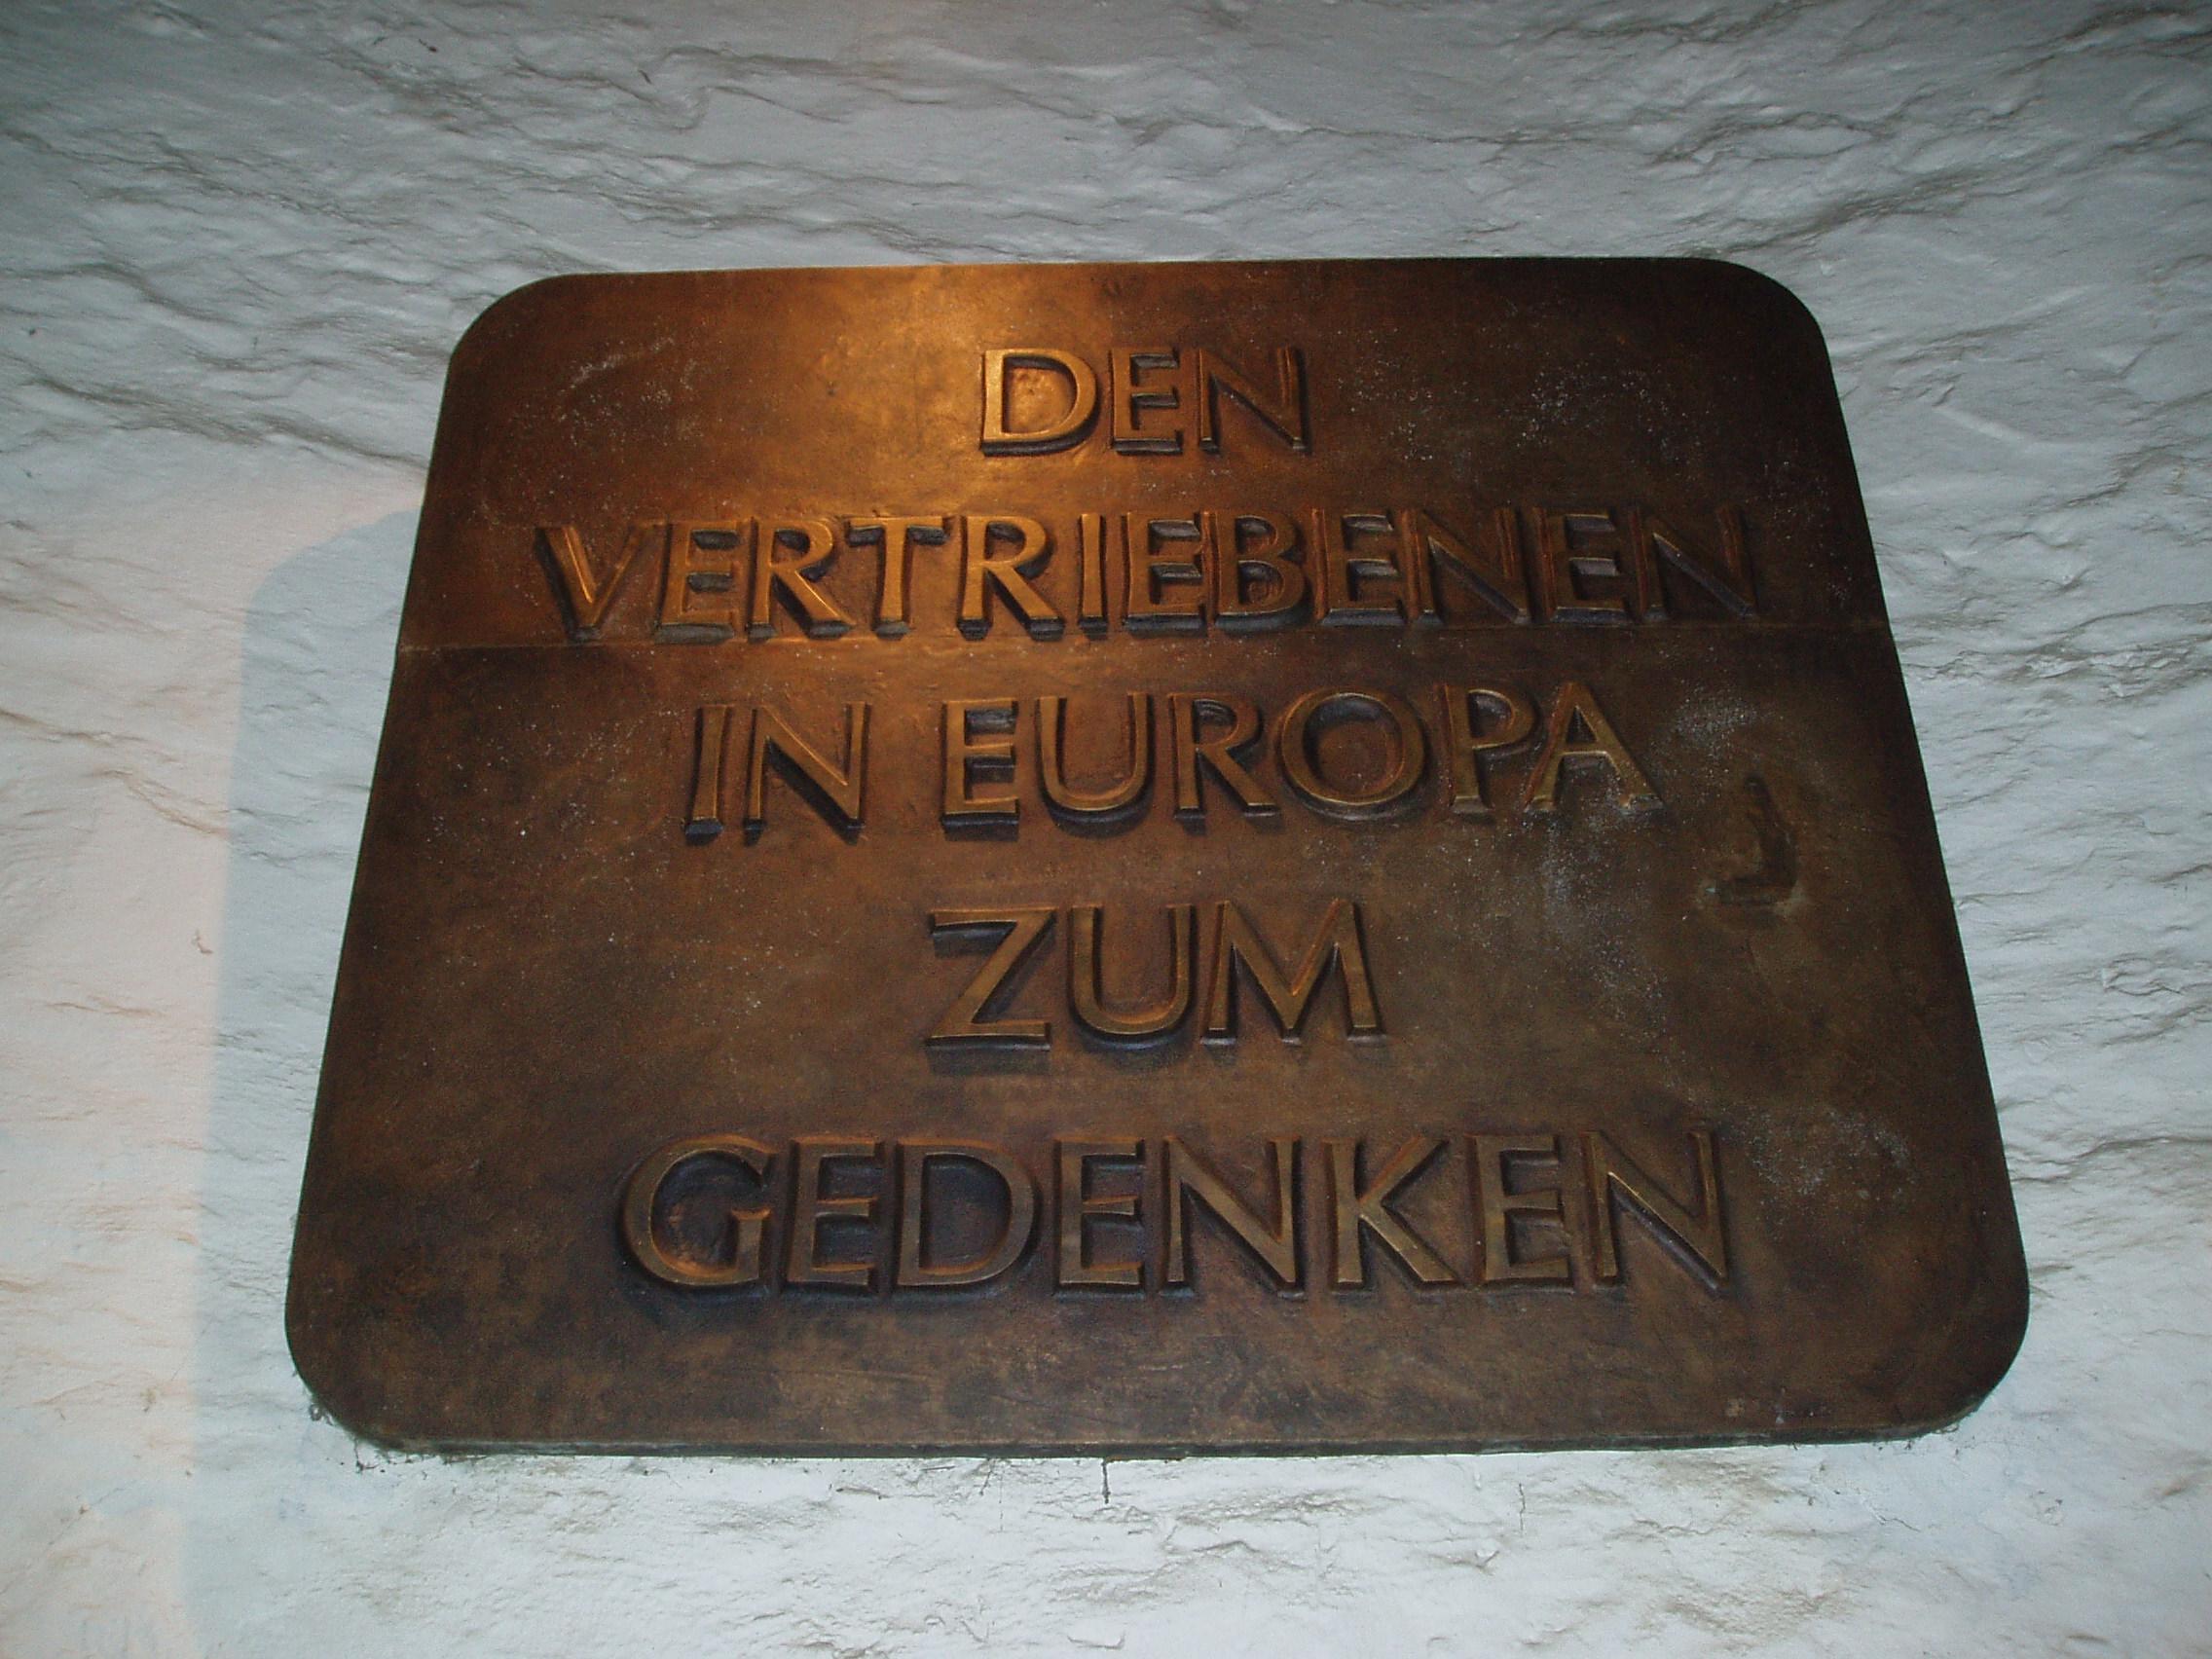 DEN
VERTRIEBENEN
IN EUROPA
ZUM
GEDENKEN